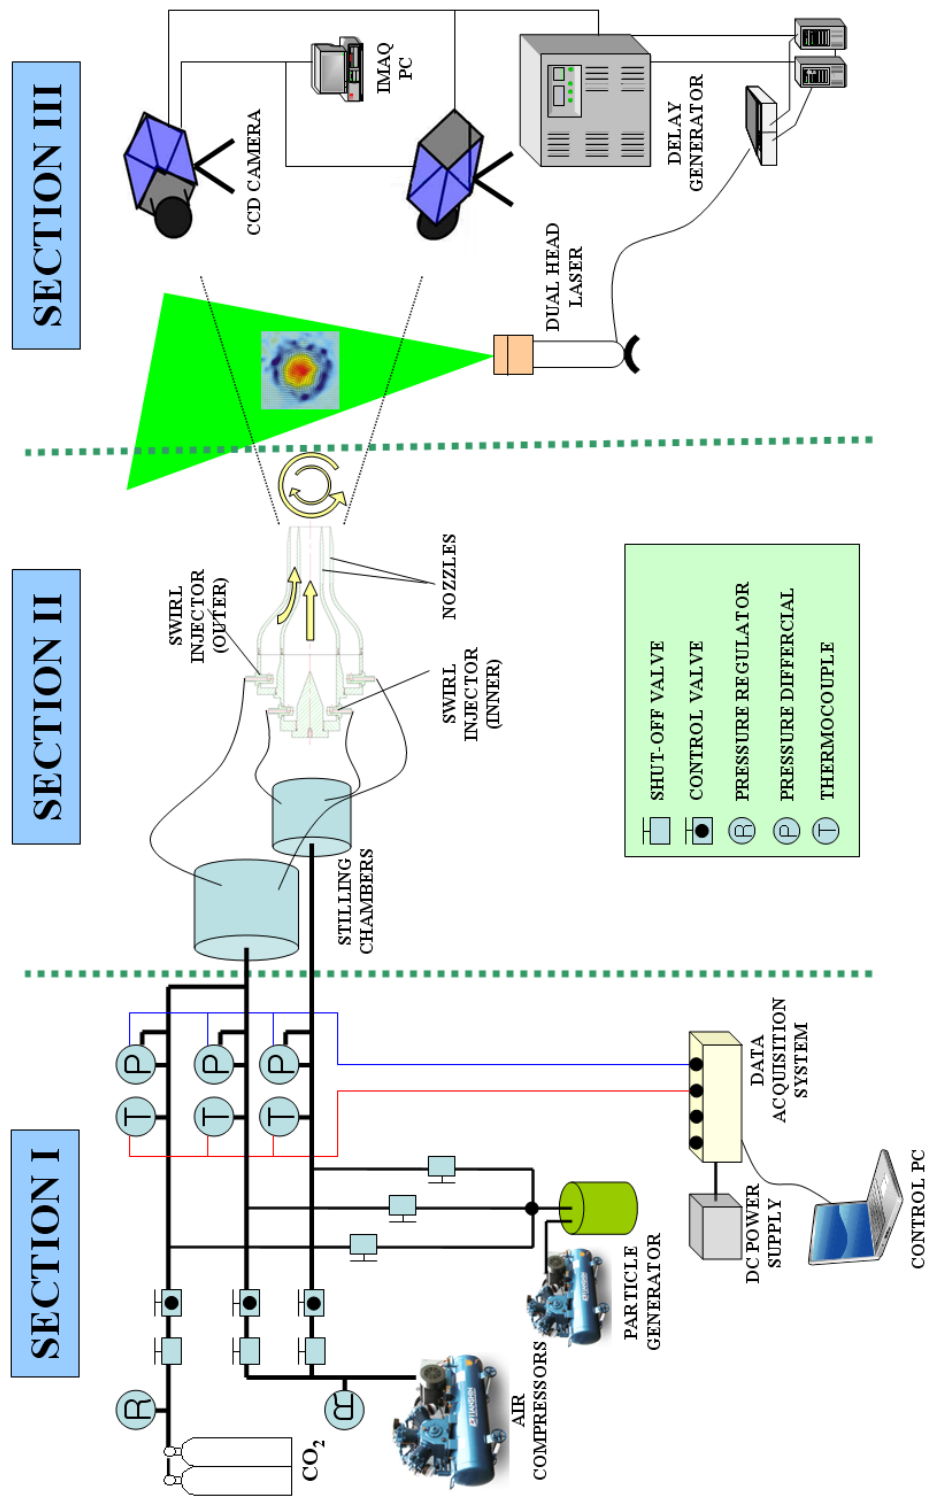 SECTION I
SECTION II
SECTION III
R
T
P
T
P
T
P
R
CO2
AIR
COMPRESSORS
PARTICLE
GENERATOR
DC POWER
SUPPLY
DATA
ACQUISITION
SYSTEM
CONTROL PC
STILLING
CHAMBERS
SWIRL
INJECTOR
(OUTER)
SWIRL
INJECTOR
(INNER)
NOZZLES
SHUT-OFF VALVE
CONTROL VALVE
R PRESSURE REGULATOR
P PRESSURE DIFFERCIAL
T THERMOCOUPLE
CCD CAMERA
IMAQ
PC
DELAY
GENERATOR
DUAL HEAD
LASER